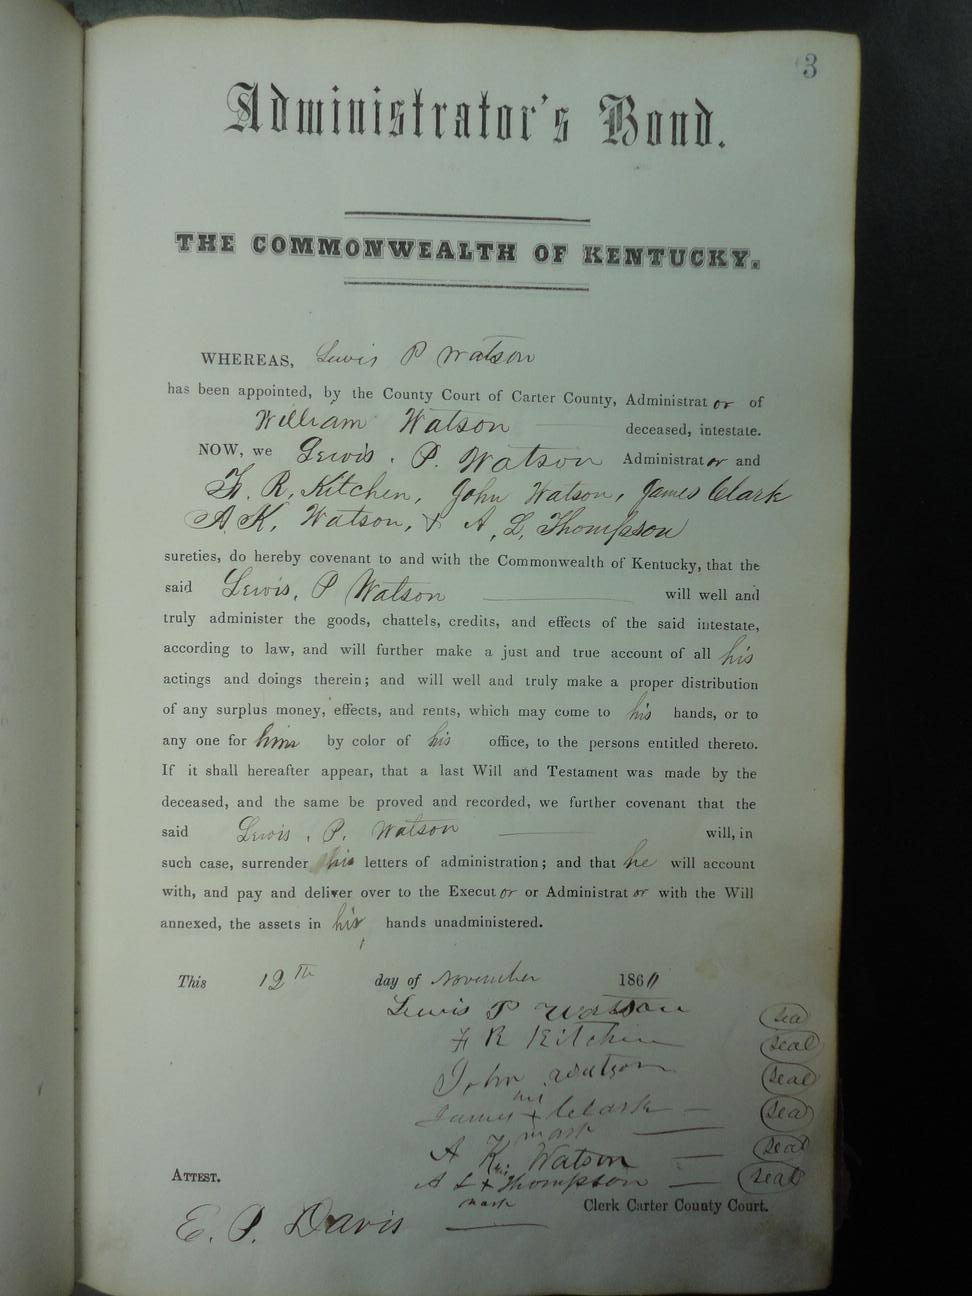 3
Administrator's Bond.
THE COMMONWEALTH OF KENTUCKY.
WHEREAS, Lewis P Watson
has been appointed, by the County Court of Carter County, Administrat or of
William Watson deceased, intestate.
NOW, we Lewis. P. Watson Administrator and
F. R. Kitchen, John Watson, James Clark
A. K. Watson, + A. L. Thompson
sureties, do hereby covenant to and with the Commonwealth of Kentucky, that the
said Lewis. P Watson will well and
truly administer the goods, chattels, credits, and effects of the said intestate,
according to law, and will further make a just and true account of all his
actings and doings therein; and will well and truly make a proper distribution
of any surplus money, effects, and rents, which may come to his hands, or to
any one for him by color of his office, to the persons entitled thereto.
If it shall hereafter appear, that a last Will and Testament was made by the
deceased, and the same be proved and recorded, we further covenant that the
said Lewis. P. Watson will, in
such case, surrender his letters of administration; and that he will account
with, and pay and deliver over to the Execut or or Administrat or with the Will
annexed, the assets in his hands unadministered.
This 12th day of November 1860
Lewis P Watson sea
F R Kitchen seal
John Watson seal
his
James + Clark sea
mark
A K. Watson seal
his
A L + Thompson seal
mark
ATTEST.
Clerk Carter County Court.
E. P. Davis